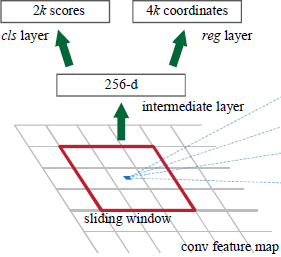 2k scores
4k coordinates
cls layer
reg layer
256-d
intermediate layer
sliding window
conv feature map